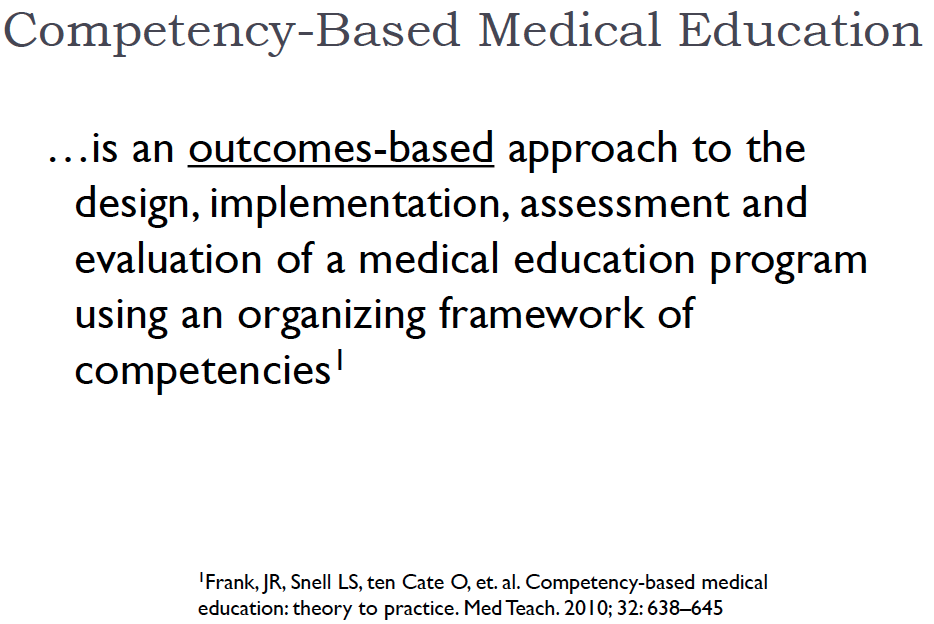 Competency-Based Medical Education
…is an outcomes-based approach to the
design, implementation, assessment and
evaluation of a medical education program
using an organizing framework of
competencies¹
¹Frank, JR, Snell LS, ten Cate O, et. al. Competency-based medical
education: theory to practice. Med Teach. 2010; 32: 638–645